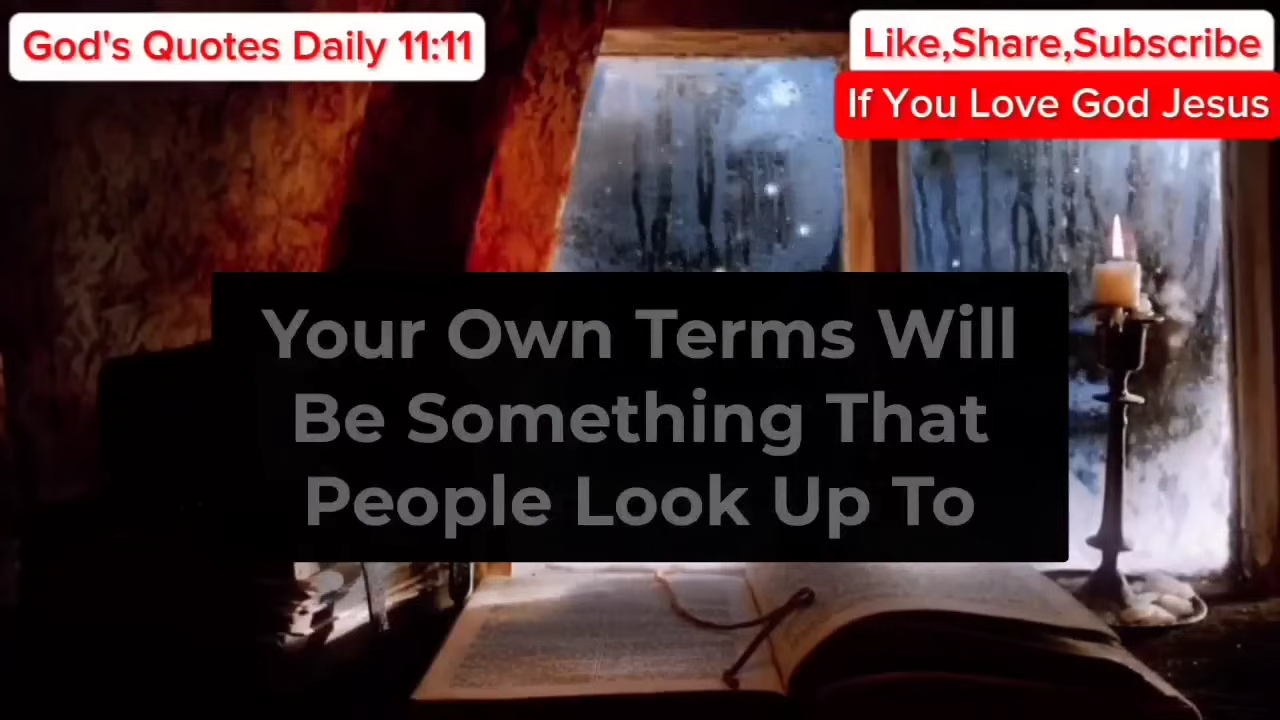 God's Quotes Daily 11:11
Like,Share,Subscribe
If You Love God Jesus
Your Own Terms Will
Be Something That
People Look Up To